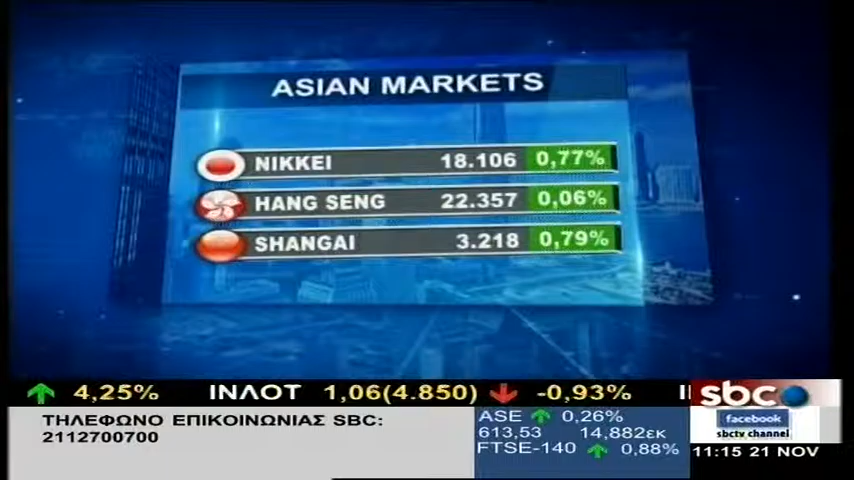 ASIAN MARKETS
NIKKEI 18.106 0,77%
HANG SENG 22.357 0,06%
SHANGAI 3.218 0,79%
4,25% ΙΝΛΟΤ 1,06(4.850) -0,93%
sbc
facebook
sbctv channel
ΤΗΛΕΦΩΝΟ ΕΠΙΚΟΙΝΩΝΙΑΣ SBC:
2112700700
ASE 0,26%
613,53 14,882εκ
FTSE-140 0,88%
11:15 21 NOV